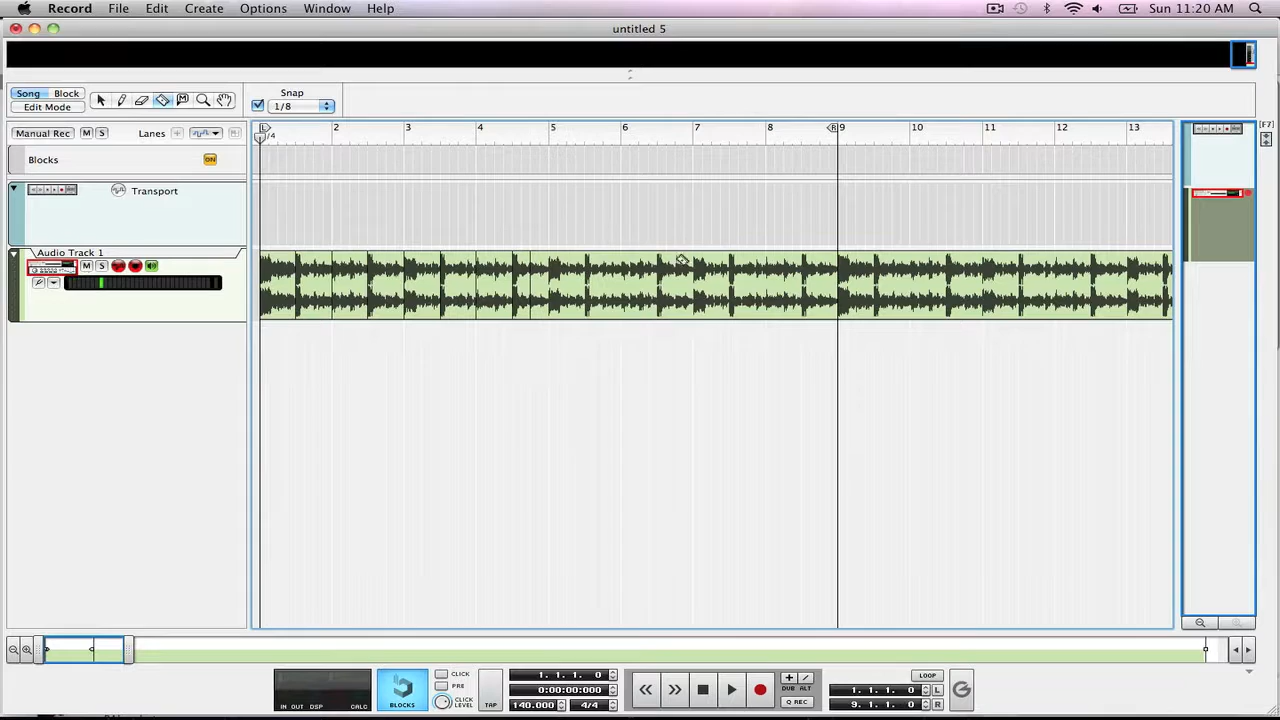 Record File Edit Create Options Window Help Sun 11:20 AM
untitled 5
Song Block
Edit Mode
Snap
1/8
[F7]
Manual Rec M S Lanes
L /4 2 3 4 5 6 7 8 R 9 10 11 12 13
Blocks ON
Transport
Audio Track 1
M S
IN OUT DSP CALC
BLOCKS
CLICK
PRE
CLICK LEVEL
TAP
1. 1. 1. 0
0:00:00:000
140.000 4/4
DUB ALT
Q REC
LOOP
1. 1. 1. 0 L
9. 1. 1. 0 R